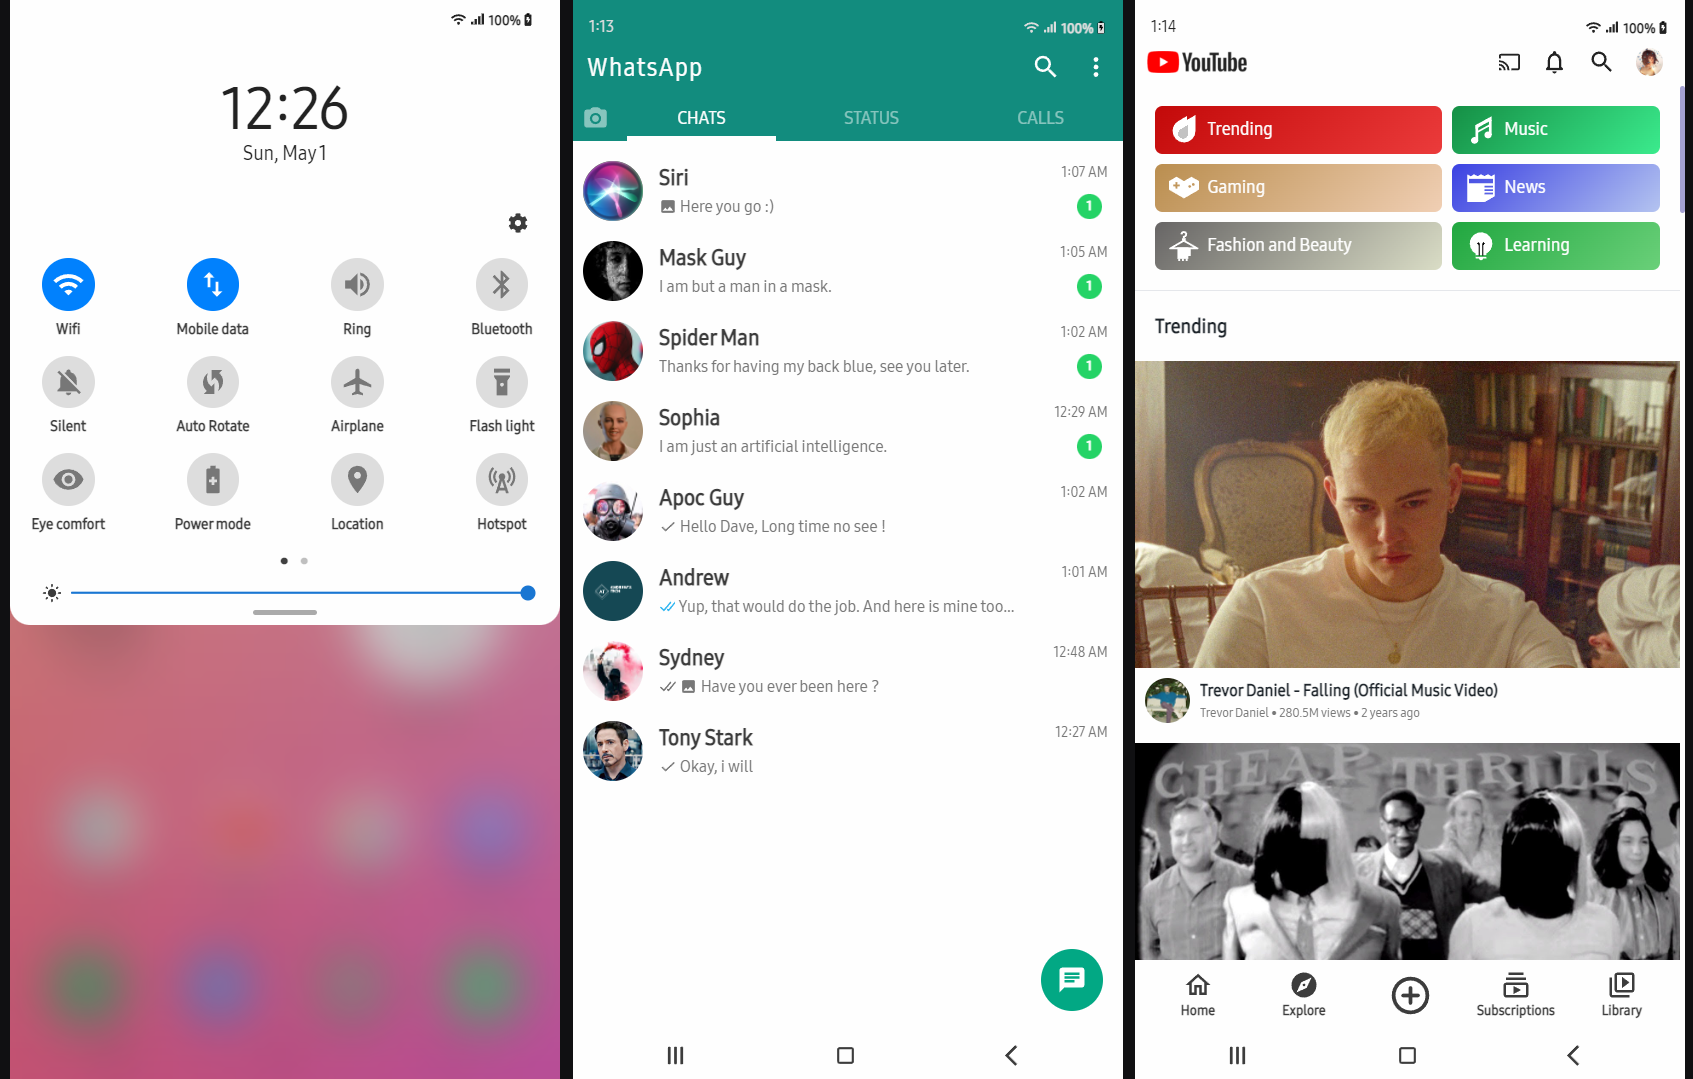 100%
12:26
Sun, May 1
Wifi
Mobile data
Ring
Bluetooth
Silent
Auto Rotate
Airplane
Flash light
Eye comfort
Power mode
Location
Hotspot
1:13
100%
WhatsApp
CHATS
STATUS
CALLS
Siri
1:07 AM
Here you go :)
1
Mask Guy
1:05 AM
I am but a man in a mask.
1
Spider Man
1:02 AM
Thanks for having my back blue, see you later.
1
Sophia
12:29 AM
I am just an artificial intelligence.
1
Apoc Guy
1:02 AM
Hello Dave, Long time no see !
Andrew
1:01 AM
Yup, that would do the job. And here is mine too...
Sydney
12:48 AM
Have you ever been here ?
Tony Stark
12:27 AM
Okay, i will
1:14
100%
YouTube
Trending
Music
Gaming
News
Fashion and Beauty
Learning
Trending
Trevor Daniel - Falling (Official Music Video)
Trevor Daniel • 280.5M views • 2 years ago
CHEAP THRILLS
Home
Explore
Subscriptions
Library